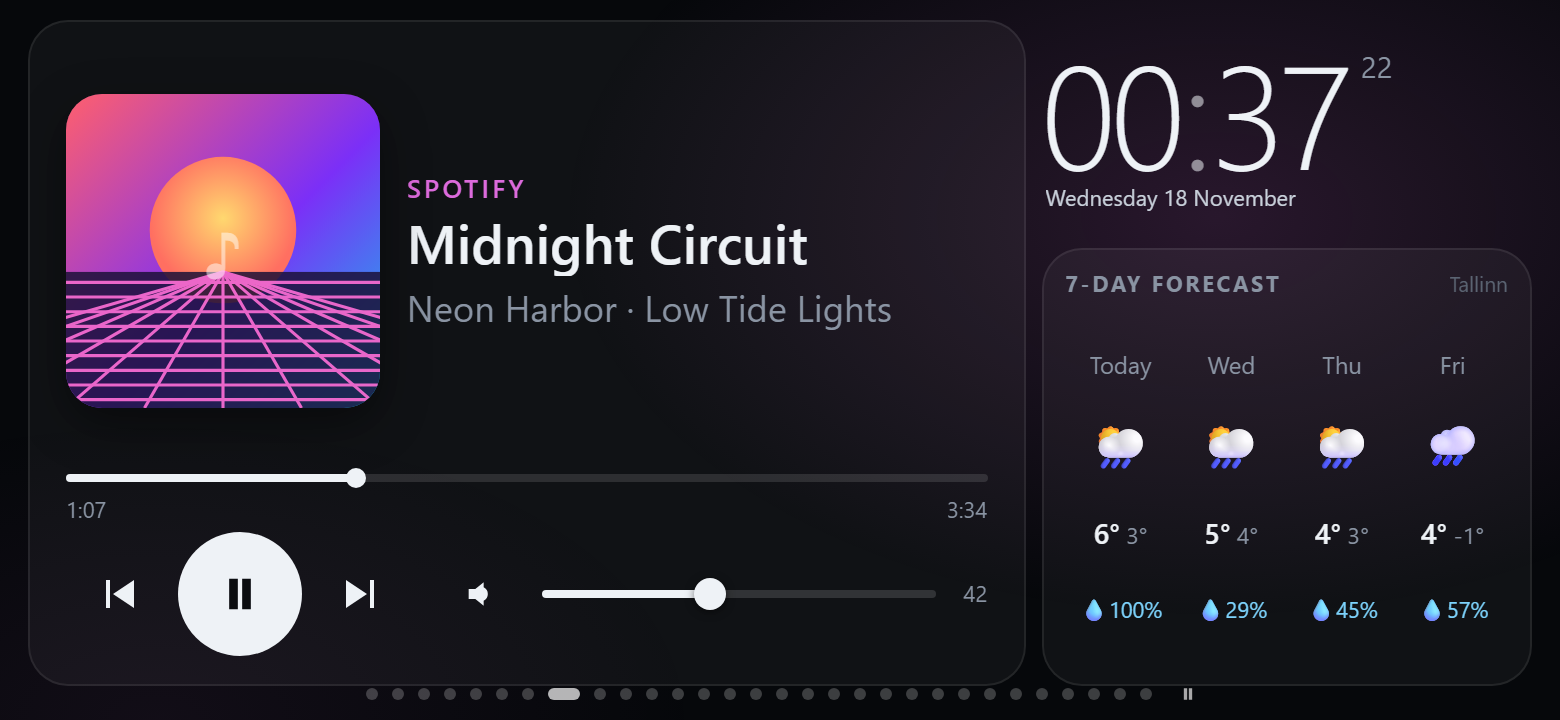 SPOTIFY
Midnight Circuit
Neon Harbor · Low Tide Lights
1:07
3:34
42
00:37 22
Wednesday 18 November
7-DAY FORECAST Tallinn
Today Wed Thu Fri
6° 3° 5° 4° 4° 3° 4° -1°
100% 29% 45% 57%